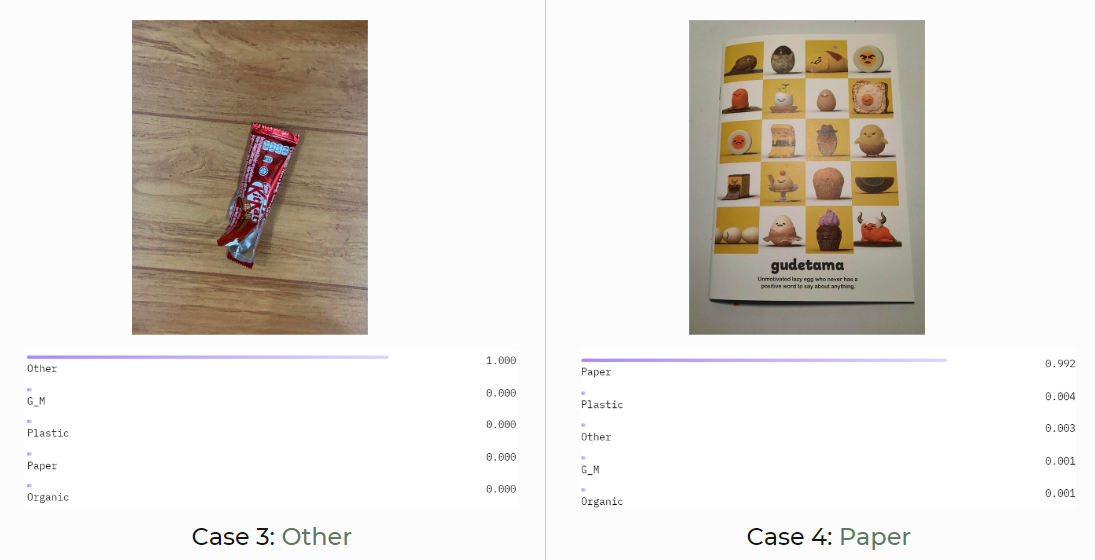 KitKat
gudetama
Unmotivated lazy egg who never has a
positive word to say about anything.
1.000
Other
0.000
G_M
0.000
Plastic
0.000
Paper
0.000
Organic
0.992
Paper
0.004
Plastic
0.003
Other
0.001
G_M
0.001
Organic
Case 3: Other
Case 4: Paper